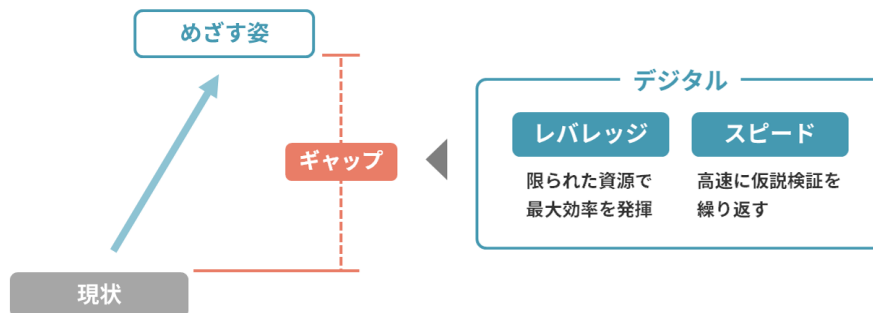 めざす姿
ギャップ
現状
デジタル
レバレッジ
限られた資源で
最大効率を発揮
スピード
高速に仮説検証を
繰り返す